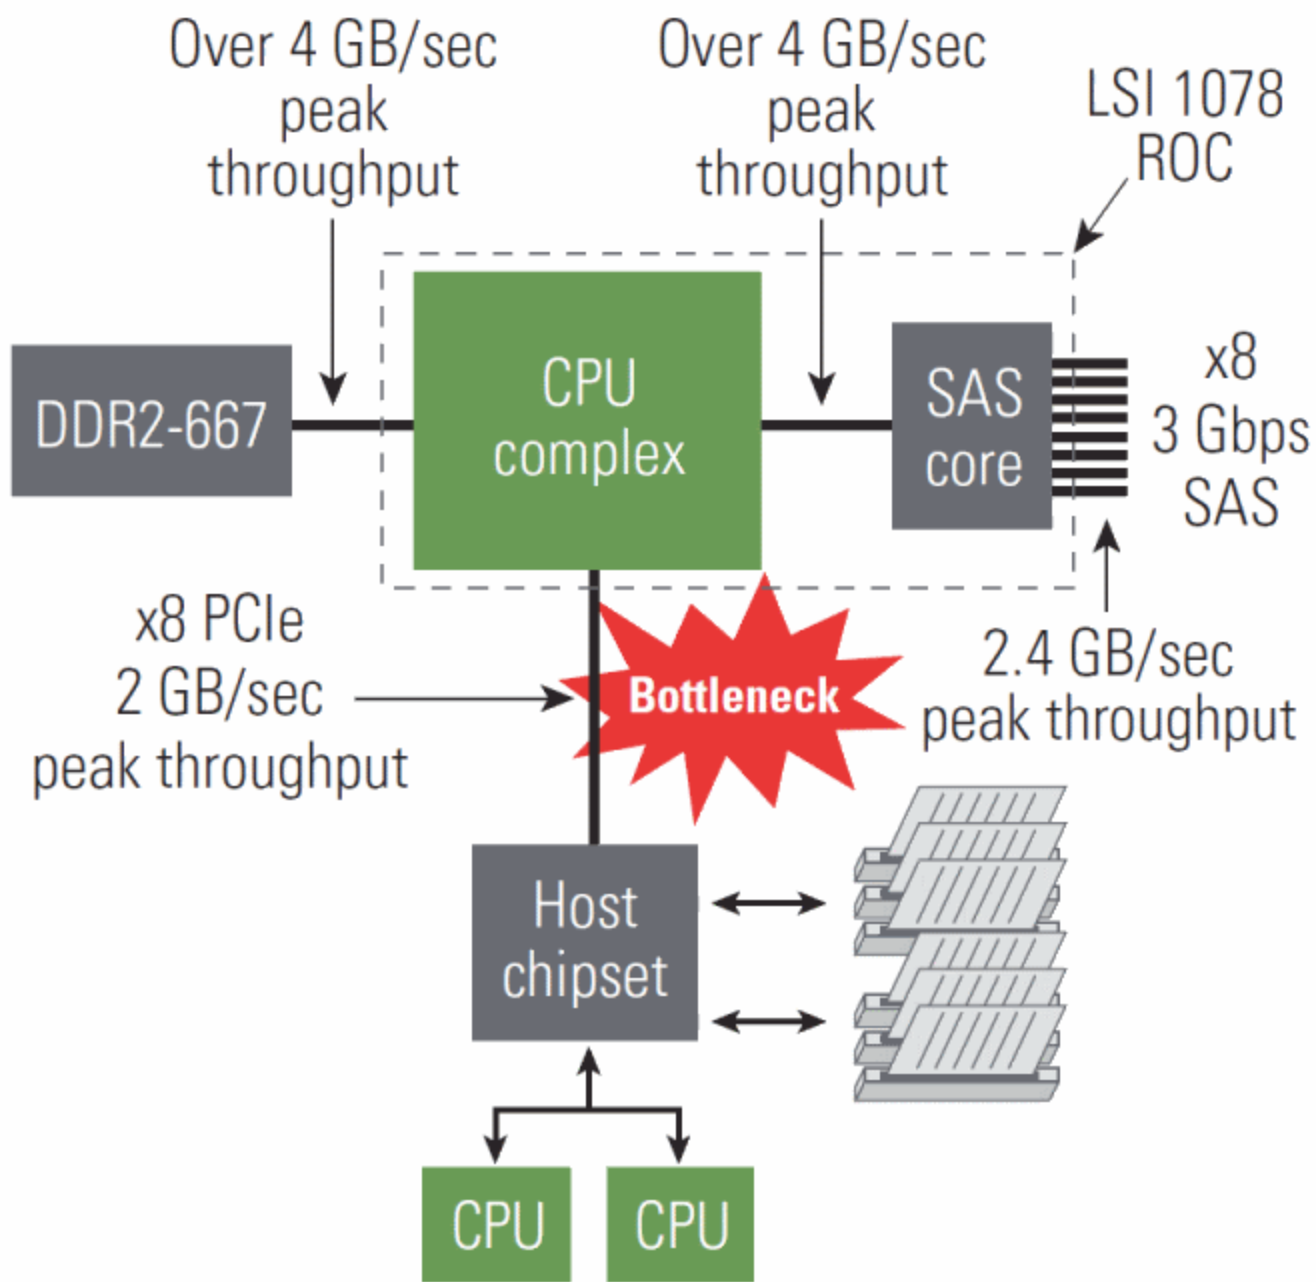 Over 4 GB/sec
peak
throughput
Over 4 GB/sec
peak
throughput
LSI 1078
ROC
DDR2-667
CPU
complex
SAS
core
x8
3 Gbps
SAS
x8 PCIe
2 GB/sec
peak throughput
Bottleneck
2.4 GB/sec
peak throughput
Host
chipset
CPU
CPU